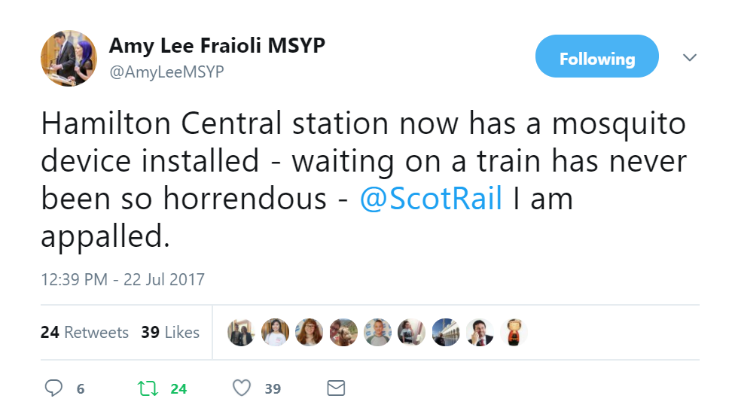 Amy Lee Fraioli MSYP
@AmyLeeMSYP
Following
Hamilton Central station now has a mosquito
device installed - waiting on a train has never
been so horrendous - @ScotRail I am
appalled.
12:39 PM - 22 Jul 2017
24 Retweets 39 Likes
6 24 39